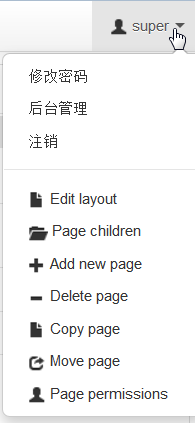 super
修改密码
后台管理
注销
Edit layout
Page children
Add new page
Delete page
Copy page
Move page
Page permissions